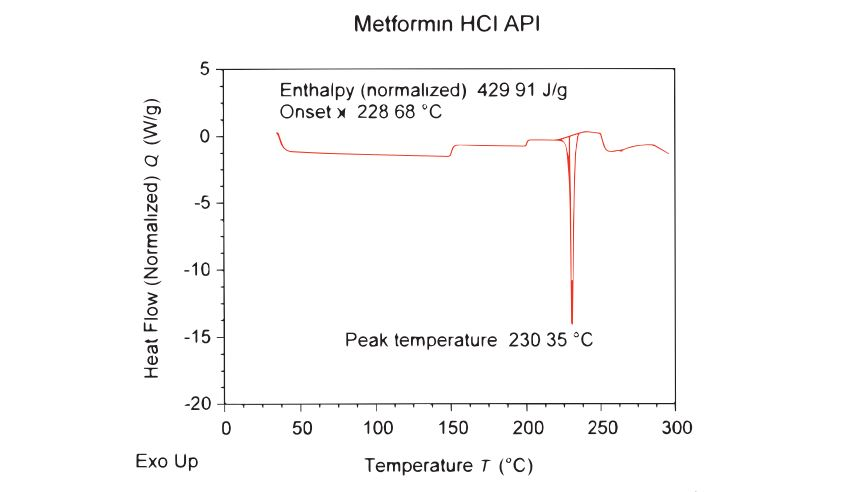 Metformin HCl API
Enthalpy (normalized) 429 91 J/g
Onset x 228 68 °C
Peak temperature 230 35 °C
Heat Flow (Normalized) Q (W/g)
5
0
-5
-10
-15
-20
0 50 100 150 200 250 300
Exo Up
Temperature T (°C)